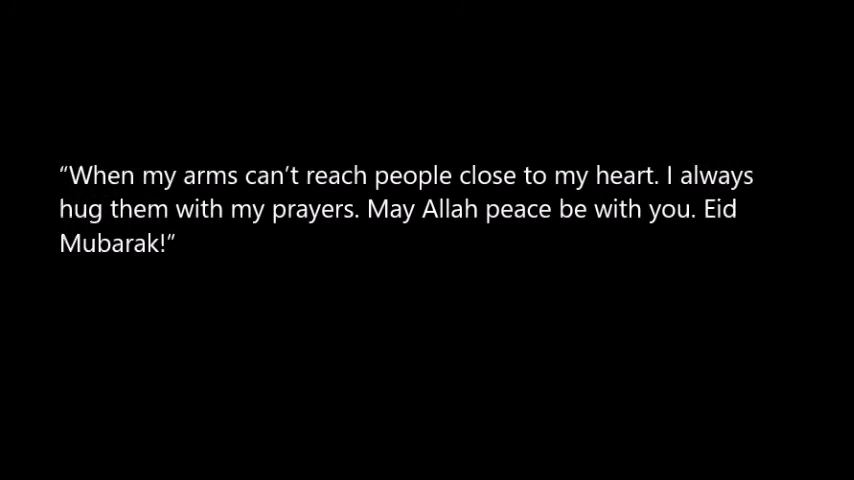 “When my arms can’t reach people close to my heart. I always
hug them with my prayers. May Allah peace be with you. Eid
Mubarak!”